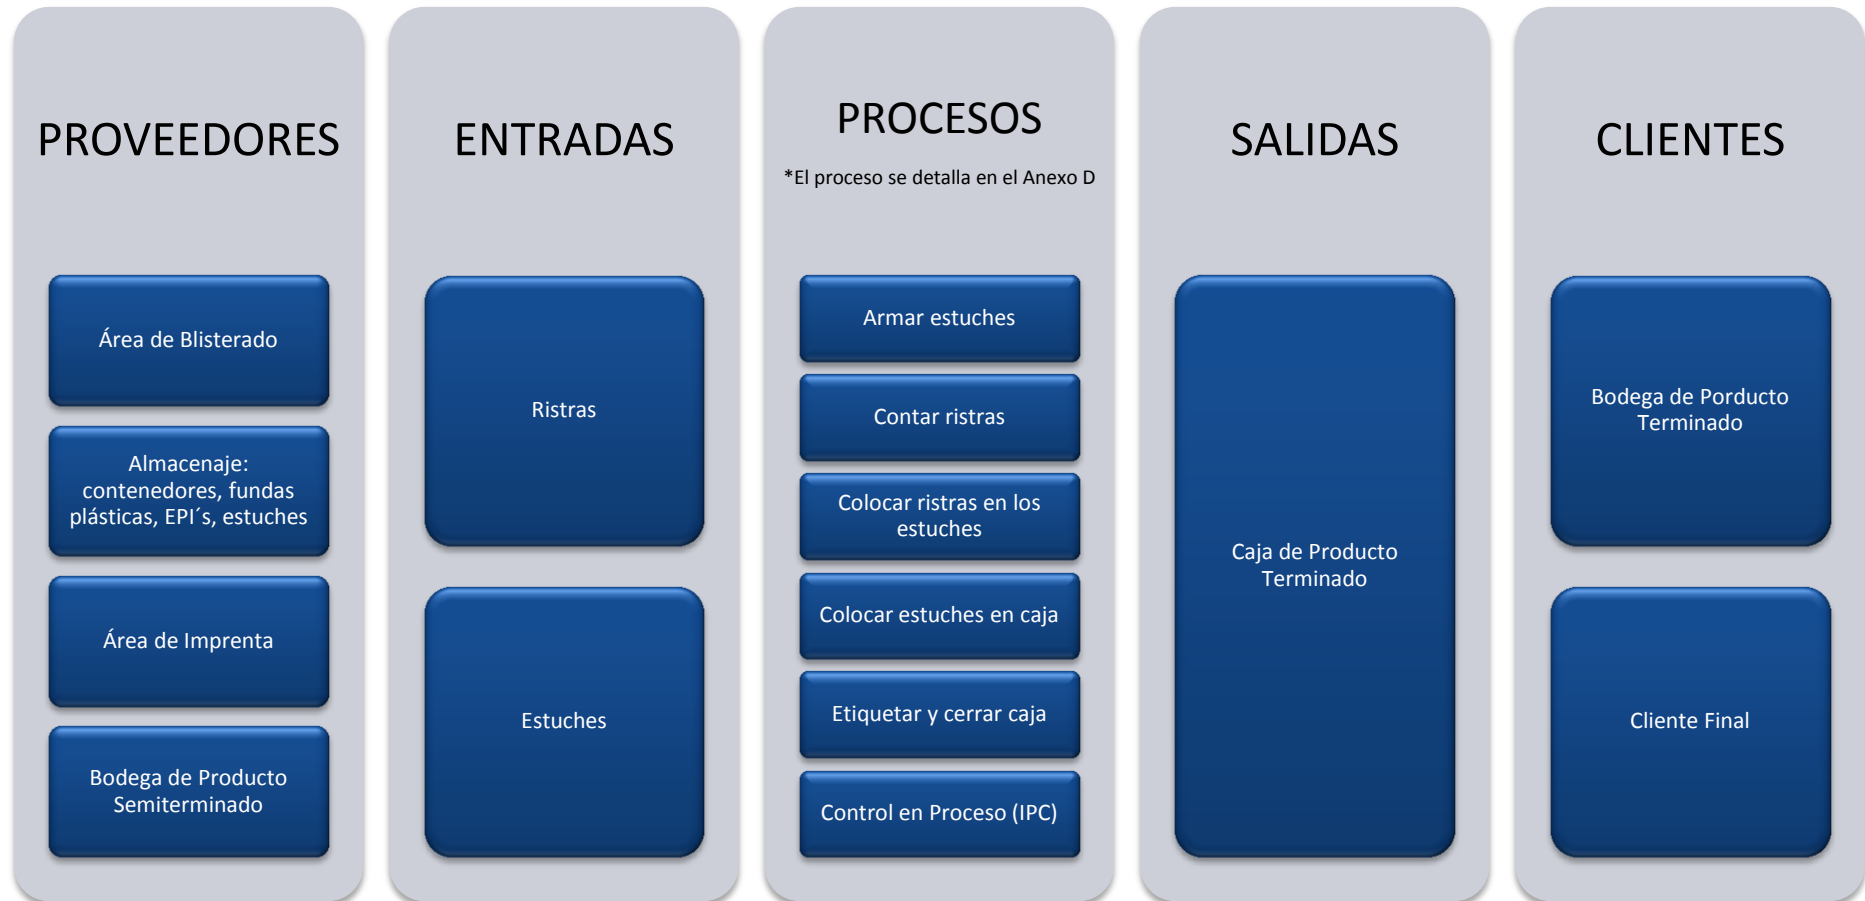 PROVEEDORES
Área de Blisterado
Almacenaje:
contenedores, fundas
plásticas, EPI´s, estuches
Área de Imprenta
Bodega de Producto
Semiterminado
ENTRADAS
Ristras
Estuches
PROCESOS
*El proceso se detalla en el Anexo D
Armar estuches
Contar ristras
Colocar ristras en los
estuches
Colocar estuches en caja
Etiquetar y cerrar caja
Control en Proceso (IPC)
SALIDAS
Caja de Producto
Terminado
CLIENTES
Bodega de Porducto
Terminado
Cliente Final